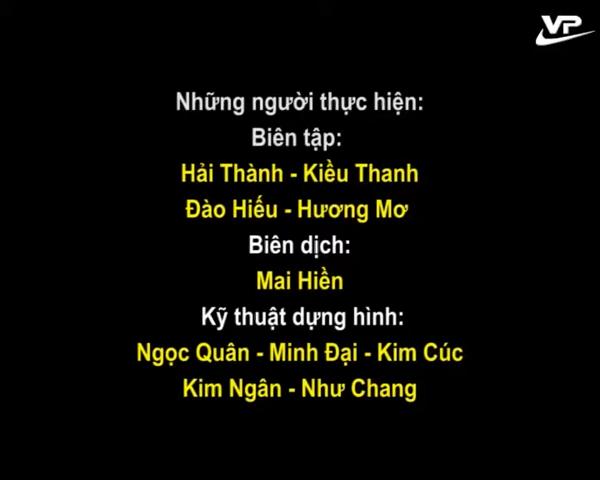 VP
Những người thực hiện:
Biên tập:
Hải Thành - Kiều Thanh
Đào Hiếu - Hương Mơ
Biên dịch:
Mai Hiền
Kỹ thuật dựng hình:
Ngọc Quân - Minh Đại - Kim Cúc
Kim Ngân - Như Chang